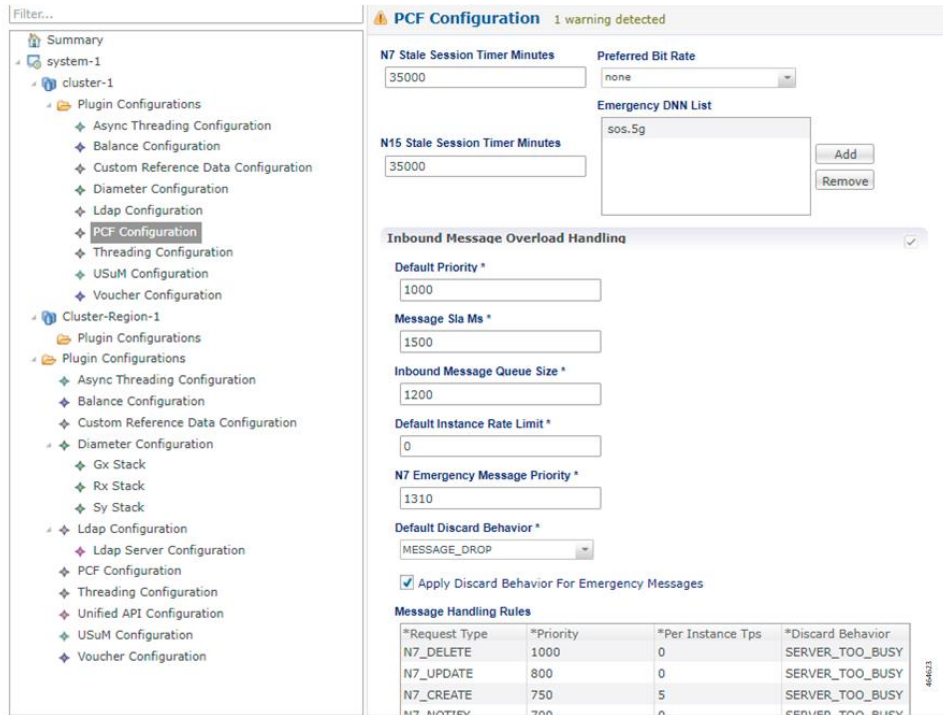 Filter...
Summary
system-1
cluster-1
Plugin Configurations
Async Threading Configuration
Balance Configuration
Custom Reference Data Configuration
Diameter Configuration
Ldap Configuration
PCF Configuration
Threading Configuration
USuM Configuration
Voucher Configuration
Cluster-Region-1
Plugin Configurations
Plugin Configurations
Async Threading Configuration
Balance Configuration
Custom Reference Data Configuration
Diameter Configuration
Gx Stack
Rx Stack
Sy Stack
Ldap Configuration
Ldap Server Configuration
PCF Configuration
Threading Configuration
Unified API Configuration
USuM Configuration
Voucher Configuration
PCF Configuration 1 warning detected
N7 Stale Session Timer Minutes
35000
Preferred Bit Rate
none
Emergency DNN List
sos.5g
Add
Remove
N15 Stale Session Timer Minutes
35000
Inbound Message Overload Handling
Default Priority *
1000
Message Sla Ms *
1500
Inbound Message Queue Size *
1200
Default Instance Rate Limit *
0
N7 Emergency Message Priority *
1310
Default Discard Behavior *
MESSAGE_DROP
Apply Discard Behavior For Emergency Messages
Message Handling Rules
*Request Type *Priority *Per Instance Tps *Discard Behavior
N7_DELETE 1000 0 SERVER_TOO_BUSY
N7_UPDATE 800 0 SERVER_TOO_BUSY
N7_CREATE 750 5 SERVER_TOO_BUSY
N7_NOTIFY 700 0 SERVER_TOO_BUSY
464623